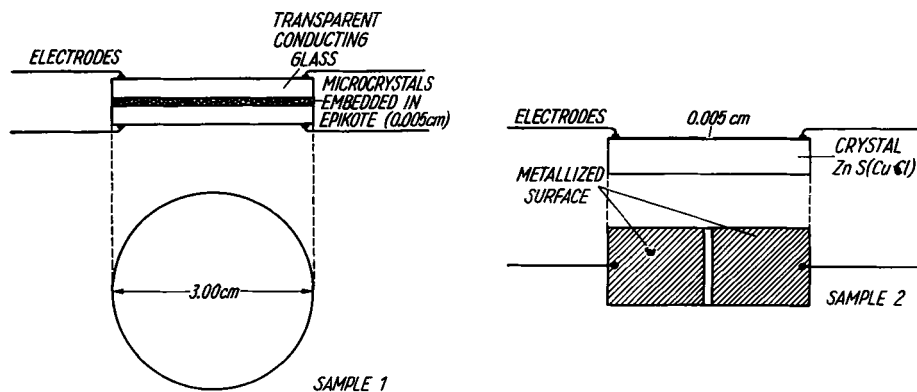 TRANSPARENT
CONDUCTING
GLASS
ELECTRODES
MICROCRYSTALS
EMBEDDED IN
EPIKOTE (0.005cm)
3.00cm
SAMPLE 1
ELECTRODES
0.005 cm
CRYSTAL
Zn S(Cu Cl)
METALLIZED
SURFACE
SAMPLE 2